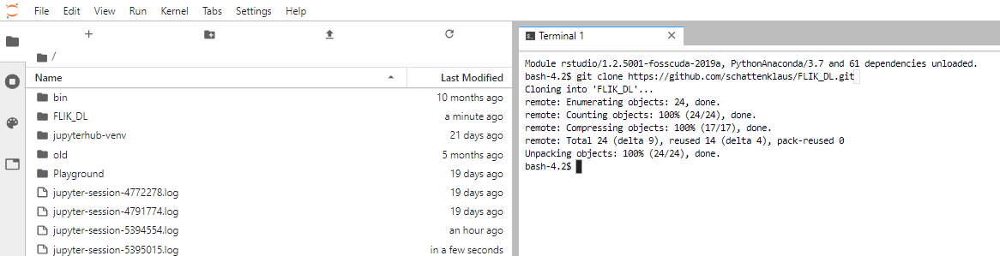 File Edit View Run Kernel Tabs Settings Help
/
Name Last Modified
bin 10 months ago
FLIK_DL a minute ago
jupyterhub-venv 21 days ago
old 5 months ago
Playground 19 days ago
jupyter-session-4772278.log 19 days ago
jupyter-session-4791774.log 19 days ago
jupyter-session-5394554.log an hour ago
jupyter-session-5395015.log in a few seconds
Terminal 1
Module rstudio/1.2.5001-fosscuda-2019a, PythonAnaconda/3.7 and 61 dependencies unloaded.
bash-4.2$ git clone https://github.com/schattenklaus/FLIK_DL.git
Cloning into 'FLIK_DL'...
remote: Enumerating objects: 24, done.
remote: Counting objects: 100% (24/24), done.
remote: Compressing objects: 100% (17/17), done.
remote: Total 24 (delta 9), reused 14 (delta 4), pack-reused 0
Unpacking objects: 100% (24/24), done.
bash-4.2$